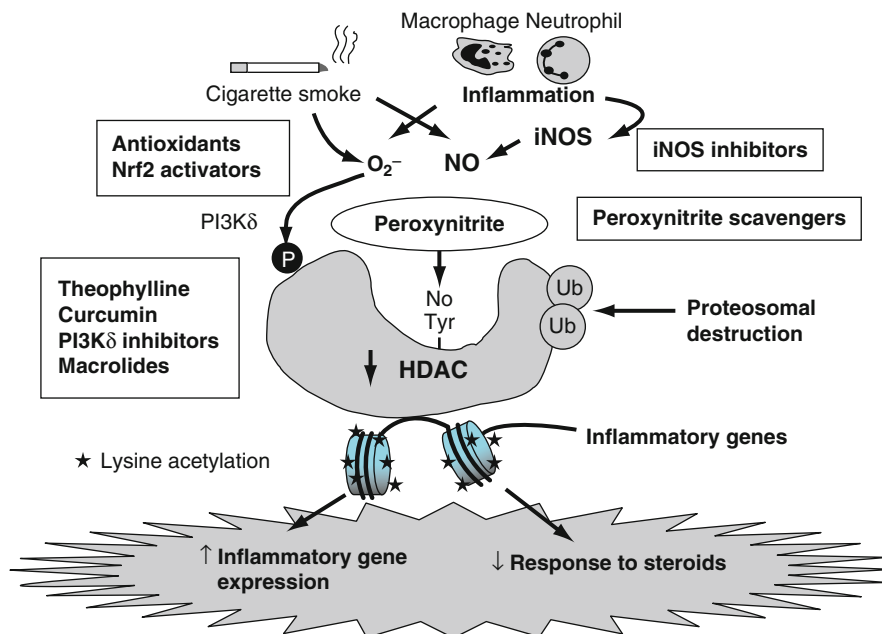 Macrophage Neutrophil
Cigarette smoke
Inflammation
Antioxidants
Nrf2 activators
O₂⁻
NO
iNOS
iNOS inhibitors
PI3Kδ
Peroxynitrite
Peroxynitrite scavengers
P
Theophylline
Curcumin
PI3Kδ inhibitors
Macrolides
No
Tyr
Ub
Ub
Proteosomal
destruction
HDAC
Inflammatory genes
★ Lysine acetylation
↑ Inflammatory gene
expression
↓ Response to steroids